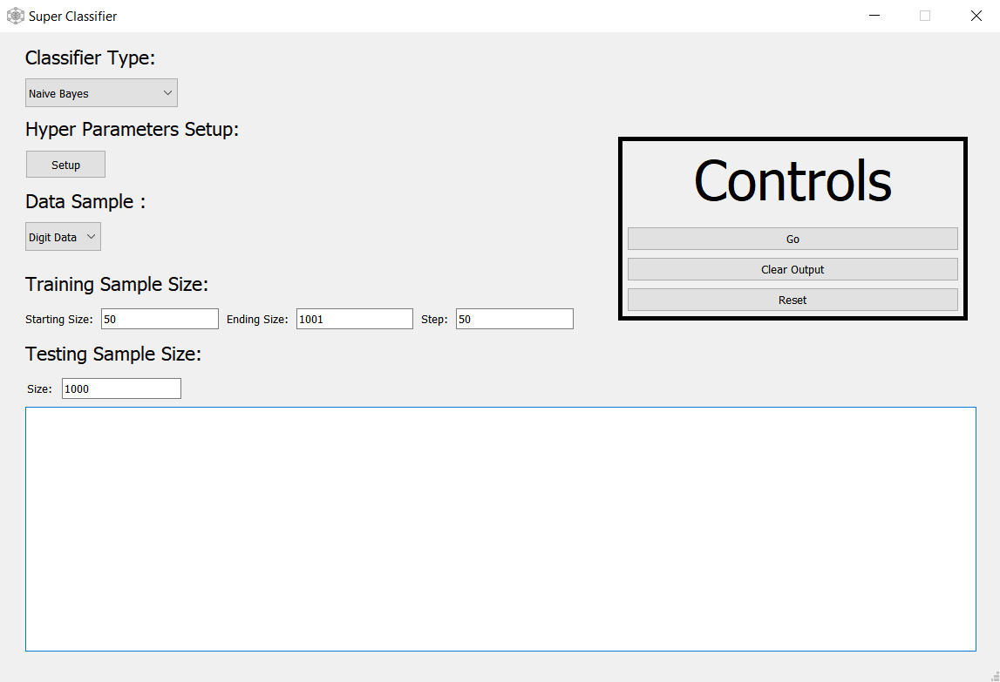 Super Classifier
Classifier Type:
Naive Bayes
Hyper Parameters Setup:
Setup
Data Sample :
Digit Data
Training Sample Size:
Starting Size: 50 Ending Size: 1001 Step: 50
Testing Sample Size:
Size: 1000
Controls
Go
Clear Output
Reset